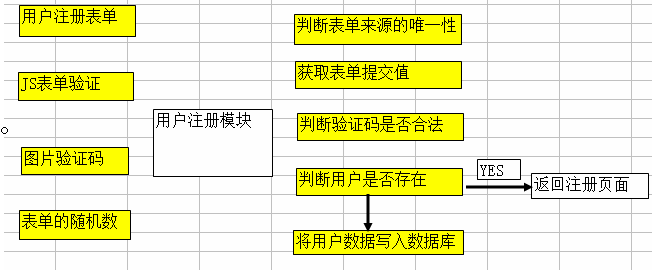 用户注册表单
JS表单验证
图片验证码
表单的随机数
用户注册模块
判断表单来源的唯一性
获取表单提交值
判断验证码是否合法
判断用户是否存在
YES
返回注册页面
将用户数据写入数据库